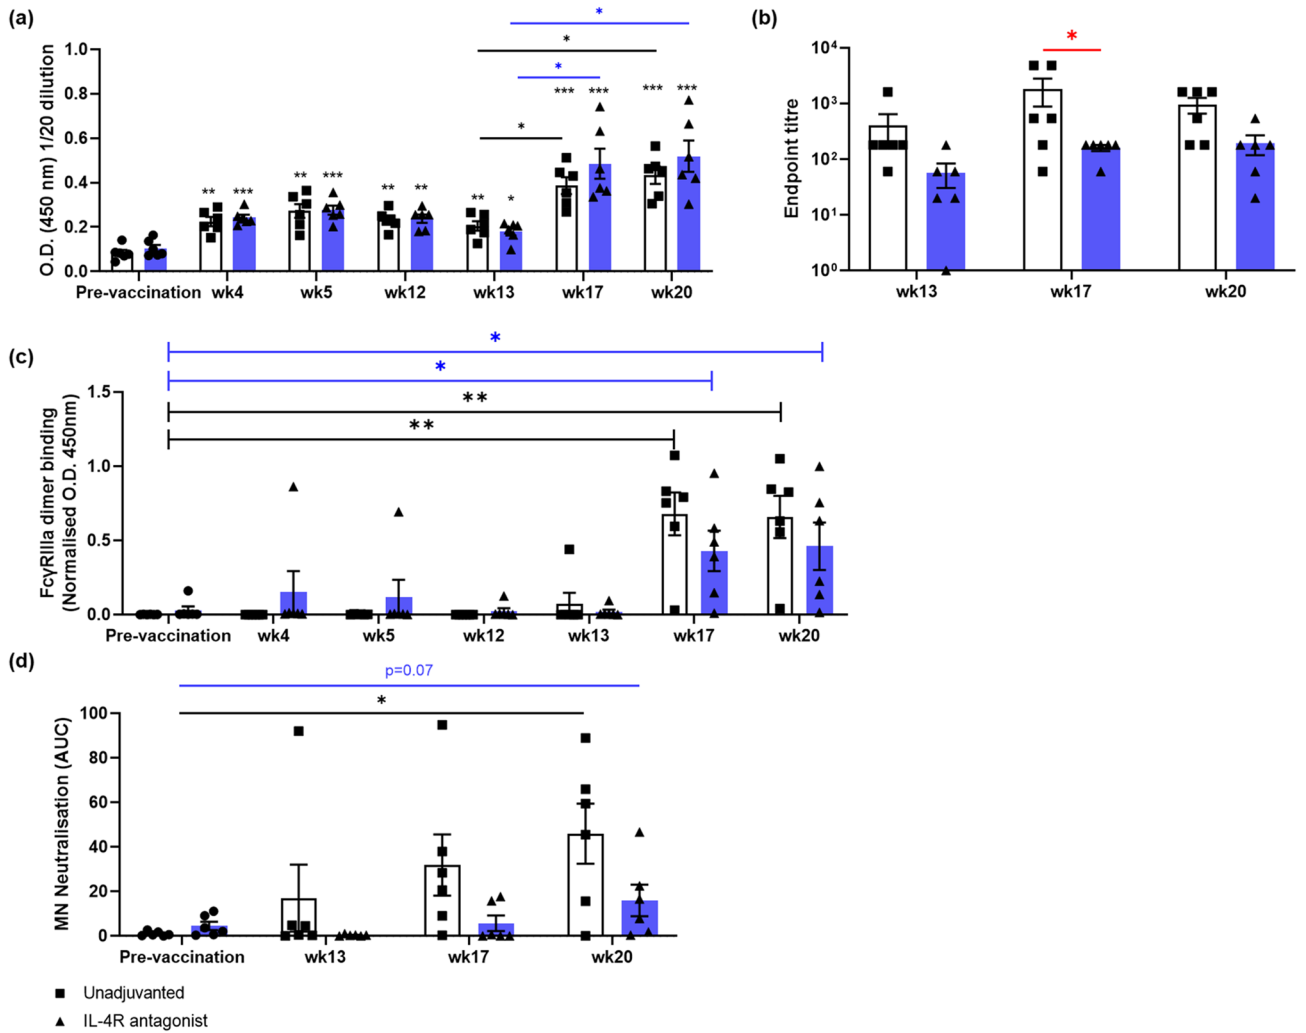 (a)
O.D. (450 nm) 1/20 dilution
1.0
0.8
0.6
0.4
0.2
0.0
*
*
*
*
** *** ** *** ** ** ** * *** *** *** ***
Pre-vaccination wk4 wk5 wk12 wk13 wk17 wk20
(b)
Endpoint titre
10⁴
10³
10²
10¹
10⁰
*
wk13 wk17 wk20
(c)
FcγRIIIa dimer binding
(Normalised O.D. 450nm)
1.5
1.0
0.5
0.0
*
*
**
**
Pre-vaccination wk4 wk5 wk12 wk13 wk17 wk20
(d)
MN Neutralisation (AUC)
100
80
60
40
20
0
p=0.07
*
Pre-vaccination wk13 wk17 wk20
Unadjuvanted
IL-4R antagonist